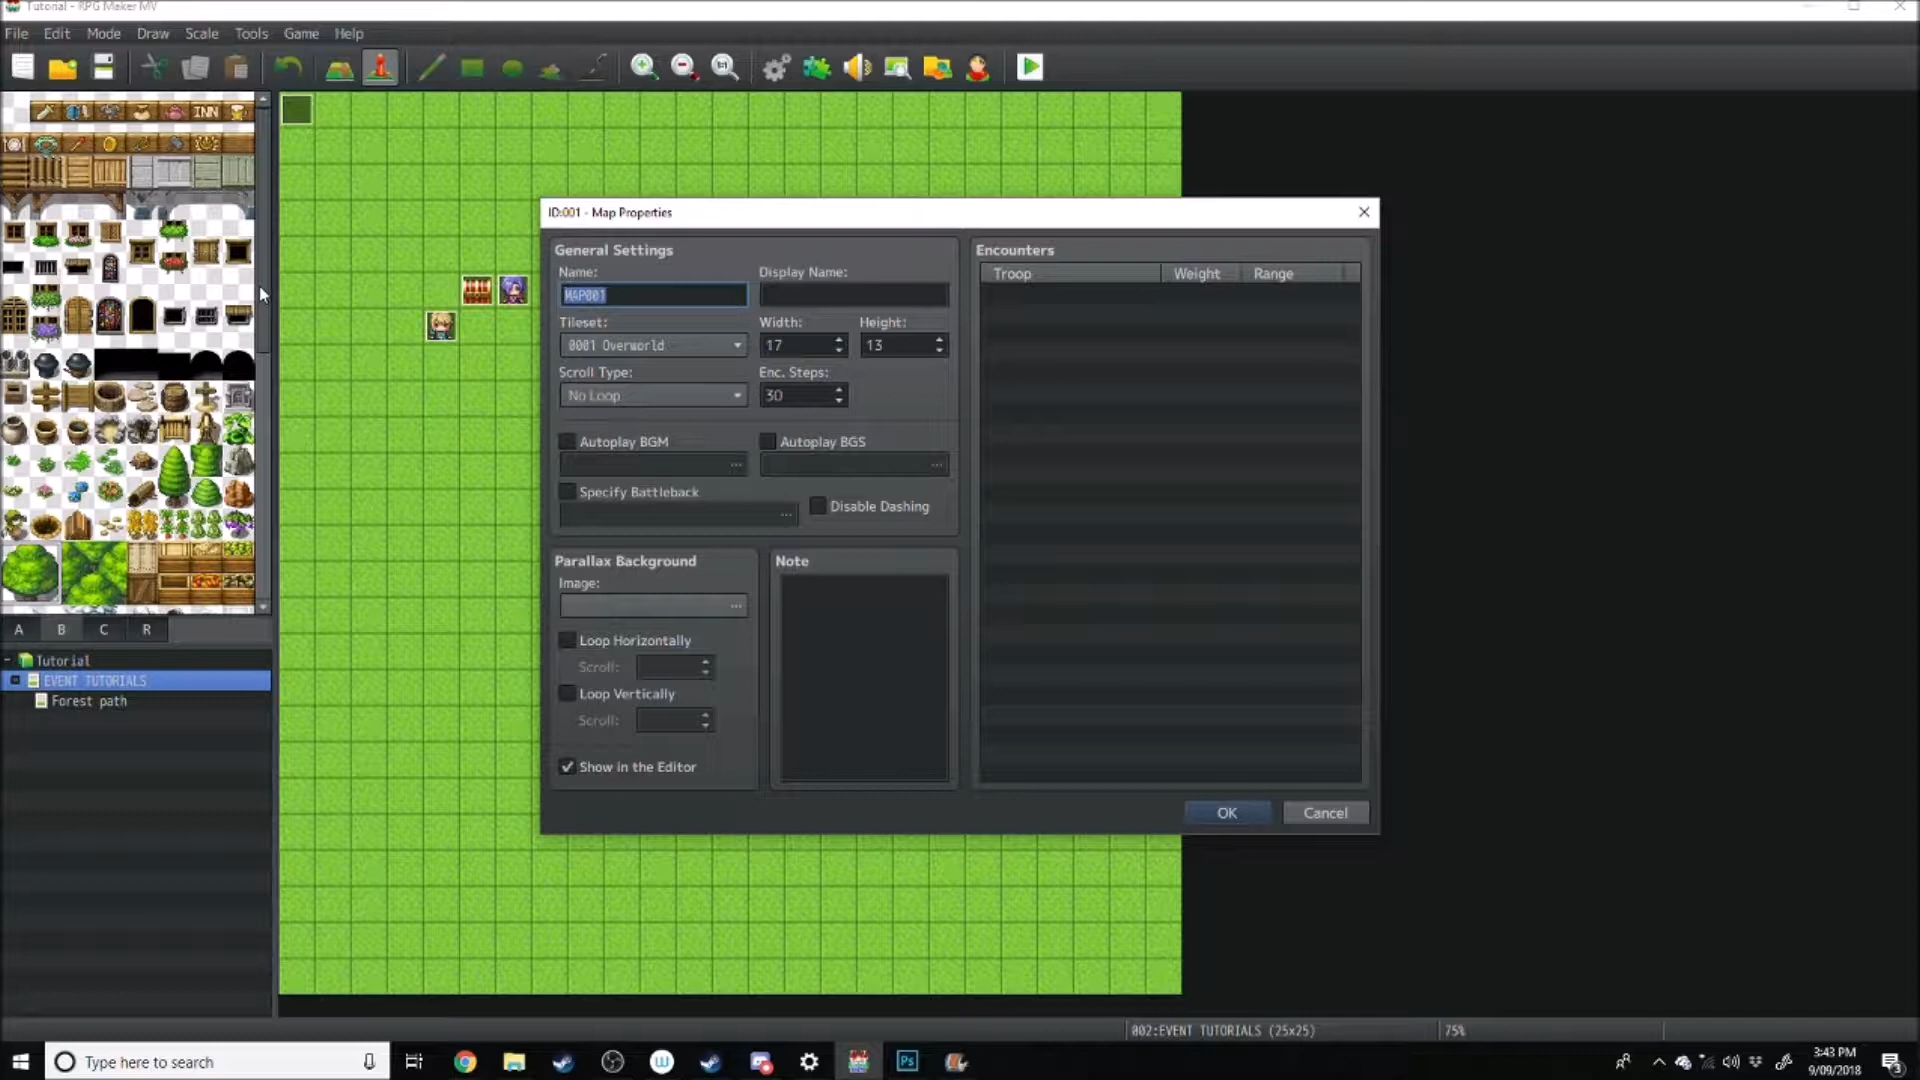 Tutorial - RPG Maker MV
File Edit Mode Draw Scale Tools Game Help
INN
ID:001 - Map Properties
General Settings
Name:
Display Name:
MAP001
Tileset:
Width:
Height:
0001 Overworld
17
13
Scroll Type:
Enc. Steps:
No Loop
30
Autoplay BGM
Autoplay BGS
...
...
Specify Battleback
...
Disable Dashing
Parallax Background
Image:
...
Loop Horizontally
Scroll:
Loop Vertically
Scroll:
Show in the Editor
Note
Encounters
Troop Weight Range
OK
Cancel
A B C R
Tutorial
EVENT TUTORIALS
Forest path
002:EVENT TUTORIALS (25x25)
75%
Type here to search
Ps
3:43 PM
9/09/2018
3